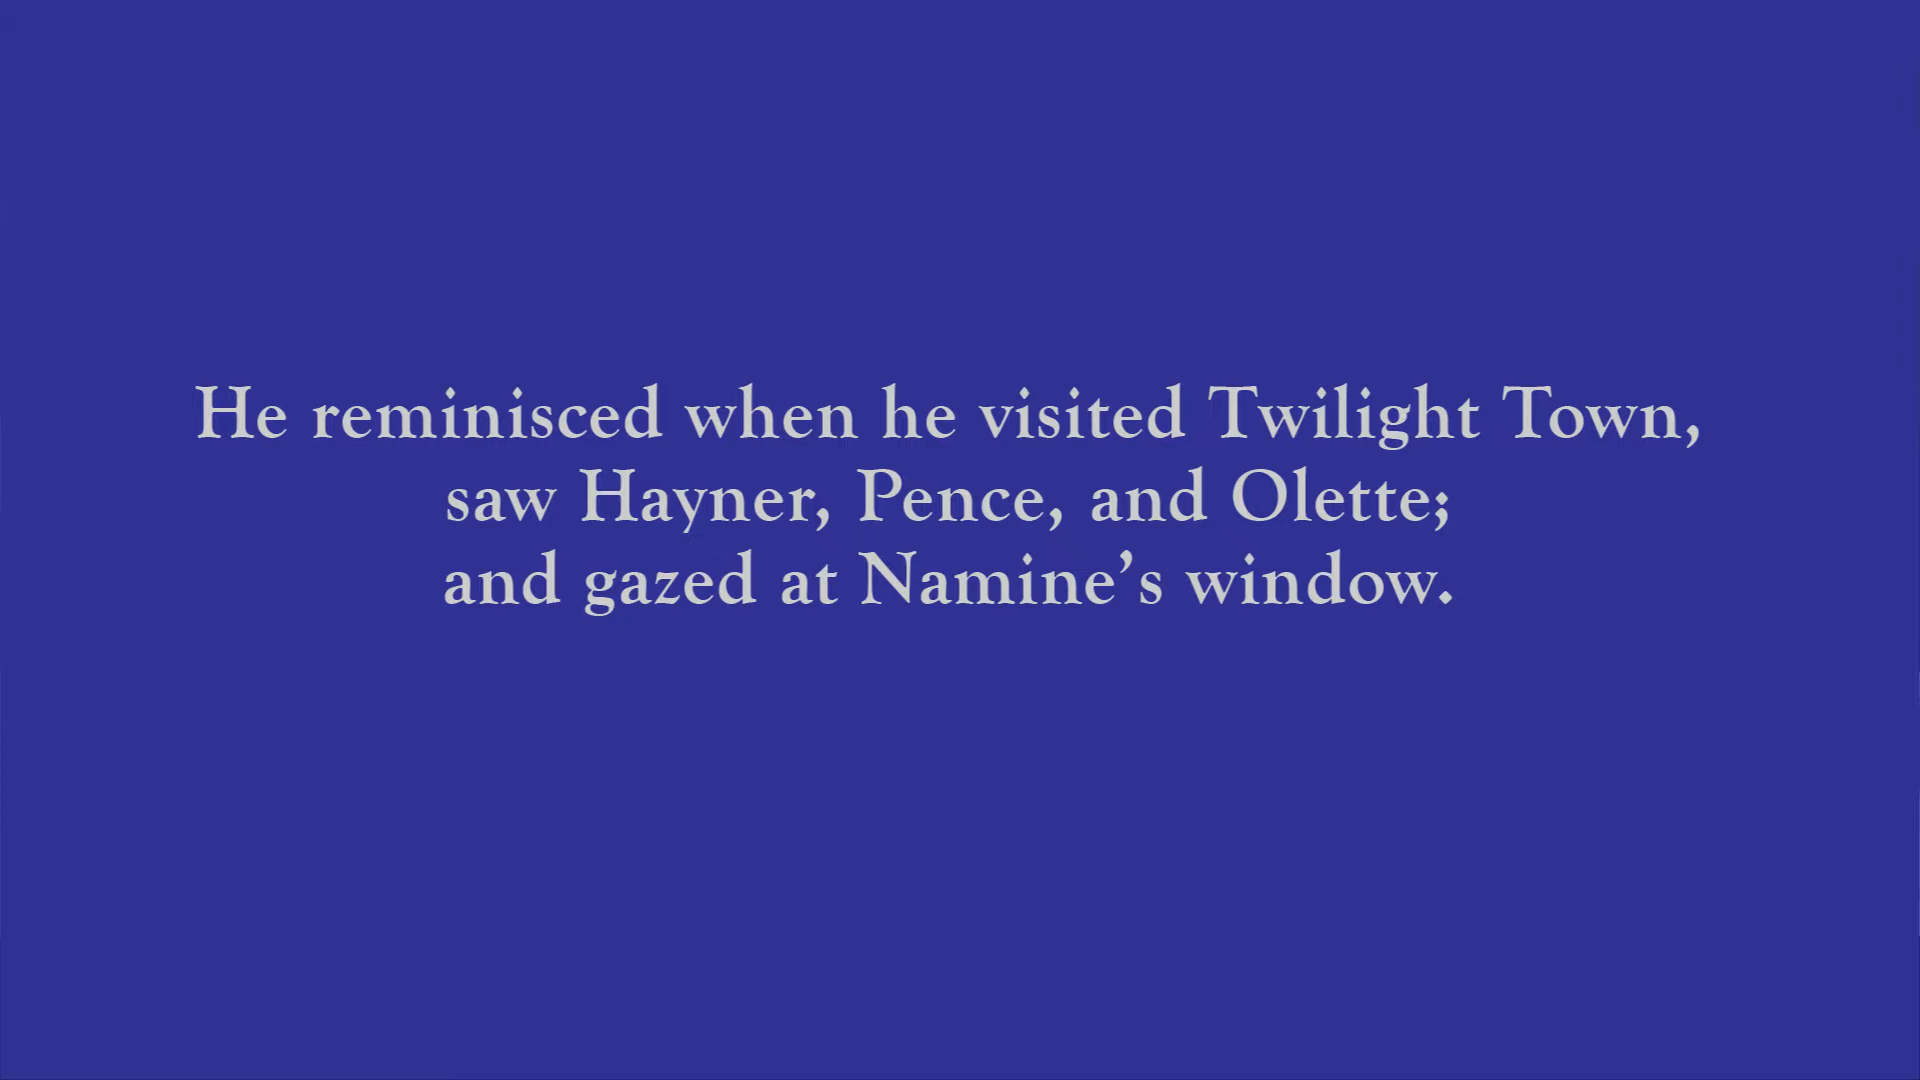 He reminisced when he visited Twilight Town,
saw Hayner, Pence, and Olette;
and gazed at Namine’s window.